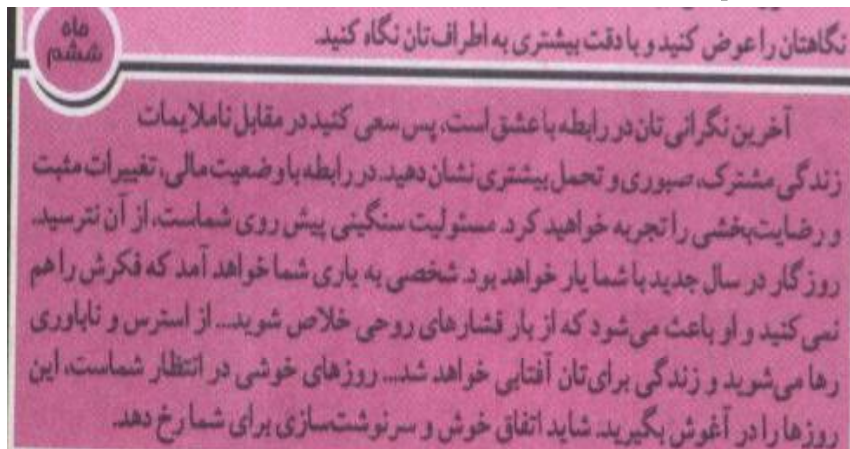 نگاهتان را عوض کنید و با دقت بیشتری به اطراف‌تان نگاه کنید.
ماه
ششم
آخرین نگرانی‌تان در رابطه با عشق است، پس سعی کنید در مقابل ناملایمات
زندگی مشترک، صبوری و تحمل بیشتری نشان دهید. در رابطه با وضعیت مالی، تغییرات مثبت
و رضایت‌بخشی را تجربه خواهید کرد. مسئولیت سنگینی پیش روی شماست، از آن نترسید.
روزگار در سال جدید با شما یار خواهد بود. شخصی به یاری شما خواهد آمد که فکرش را هم
نمی‌کنید و او باعث می‌شود که از بار فشارهای روحی خلاص شوید... از استرس و ناباوری
رها می‌شوید و زندگی برای‌تان آفتابی خواهد شد... روزهای خوشی در انتظار شماست، این
روزها را در آغوش بگیرید. شاید اتفاق خوش و سرنوشت‌سازی برای شما رخ دهد.